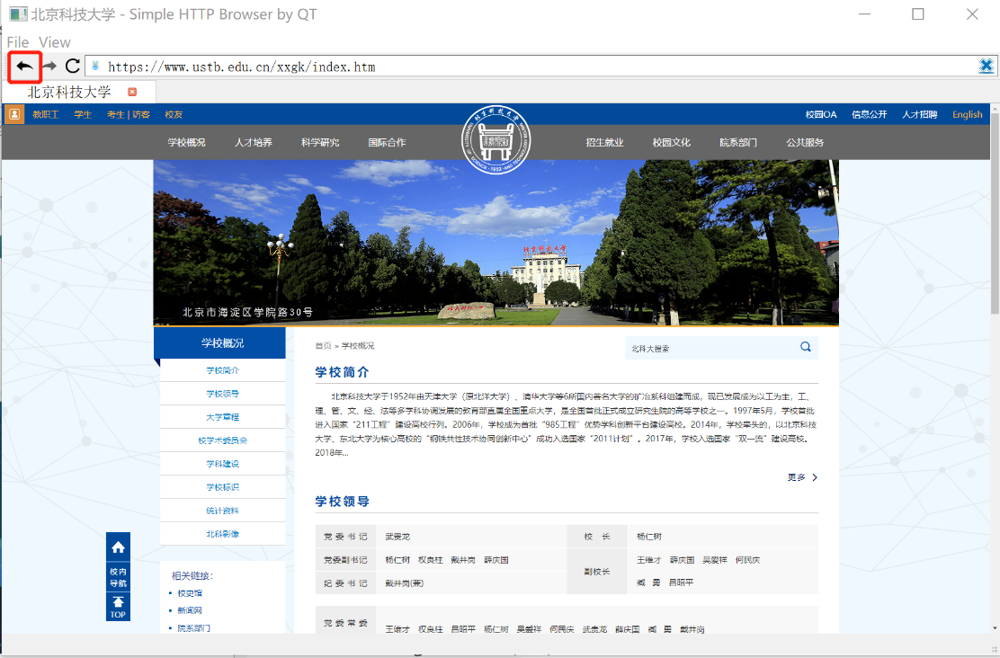 北京科技大学 - Simple HTTP Browser by QT
File View
https://www.ustb.edu.cn/xxgk/index.htm
北京科技大学
教职工 学生 考生 | 访客 校友 校园OA 信息公开 人才招聘 English
学校概况 人才培养 科学研究 国际合作 招生就业 校园文化 院系部门 公共服务
北京科技大学
北京市海淀区学院路30号
学校概况
学校简介
学校领导
大学章程
校学术委员会
学科建设
学校标识
统计资料
北科影像
相关链接：
校史馆
新闻网
院系部门
校内
导航
TOP
首页 » 学校概况
北科大搜索
学校简介
北京科技大学于1952年由天津大学（原北洋大学）、清华大学等6所国内著名大学的矿冶系科组建而成，现已发展成为以工为主，工、
理、管、文、经、法等多学科协调发展的教育部直属全国重点大学，是全国首批正式成立研究生院的高等学校之一。1997年5月，学校首批
进入国家“211工程”建设高校行列。2006年，学校成为首批“985工程”优势学科创新平台建设高校。2014年，学校牵头的，以北京科技
大学、东北大学为核心高校的“钢铁共性技术协同创新中心”成功入选国家“2011计划”。2017年，学校入选国家“双一流”建设高校。
2018年...
更多
学校领导
党 委 书 记 武贵龙 校 长 杨仁树
党委副书记 杨仁树 权良柱 戴井岗 薛庆国
副校长 王维才 薛庆国 吴爱祥 何民庆
臧 勇 吕昭平
纪 委 书 记 戴井岗(兼)
党 委 常 委 王维才 权良柱 吕昭平 杨仁树 吴爱祥 何民庆 武贵龙 薛庆国 臧 勇 戴井岗